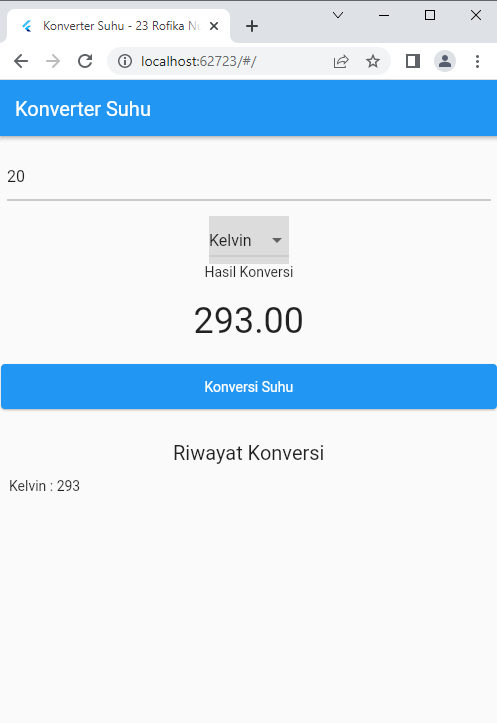 Konverter Suhu - 23 Rofika
localhost:62723/#/
Konverter Suhu
20
Kelvin
Hasil Konversi
293.00
Konversi Suhu
Riwayat Konversi
Kelvin : 293